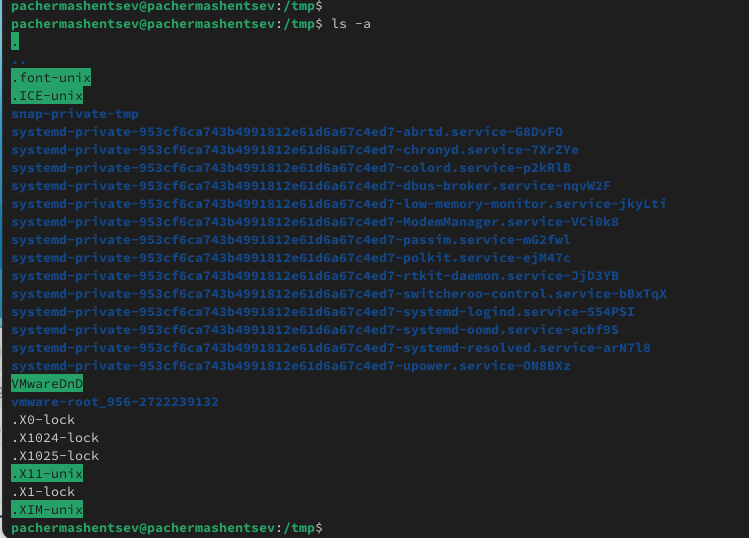 pachermashentsev@pachermashentsev:/tmp$
pachermashentsev@pachermashentsev:/tmp$ ls -a
.
..
.font-unix
.ICE-unix
snap-private-tmp
systemd-private-953cf6ca743b4991812e61d6a67c4ed7-abrtd.service-G8DvFO
systemd-private-953cf6ca743b4991812e61d6a67c4ed7-chronyd.service-7XrZYe
systemd-private-953cf6ca743b4991812e61d6a67c4ed7-colord.service-p2kRlB
systemd-private-953cf6ca743b4991812e61d6a67c4ed7-dbus-broker.service-nqvW2F
systemd-private-953cf6ca743b4991812e61d6a67c4ed7-low-memory-monitor.service-jkyLti
systemd-private-953cf6ca743b4991812e61d6a67c4ed7-ModemManager.service-VCi0k8
systemd-private-953cf6ca743b4991812e61d6a67c4ed7-passim.service-mG2fwl
systemd-private-953cf6ca743b4991812e61d6a67c4ed7-polkit.service-ejM47c
systemd-private-953cf6ca743b4991812e61d6a67c4ed7-rtkit-daemon.service-JjD3YB
systemd-private-953cf6ca743b4991812e61d6a67c4ed7-switcheroo-control.service-bBxTqX
systemd-private-953cf6ca743b4991812e61d6a67c4ed7-systemd-logind.service-554PSI
systemd-private-953cf6ca743b4991812e61d6a67c4ed7-systemd-oomd.service-acbf9S
systemd-private-953cf6ca743b4991812e61d6a67c4ed7-systemd-resolved.service-arN7l8
systemd-private-953cf6ca743b4991812e61d6a67c4ed7-upower.service-ON8BXz
VMwareDnD
vmware-root_956-2722239132
.X0-lock
.X1024-lock
.X1025-lock
.X11-unix
.X1-lock
.XIM-unix
pachermashentsev@pachermashentsev:/tmp$